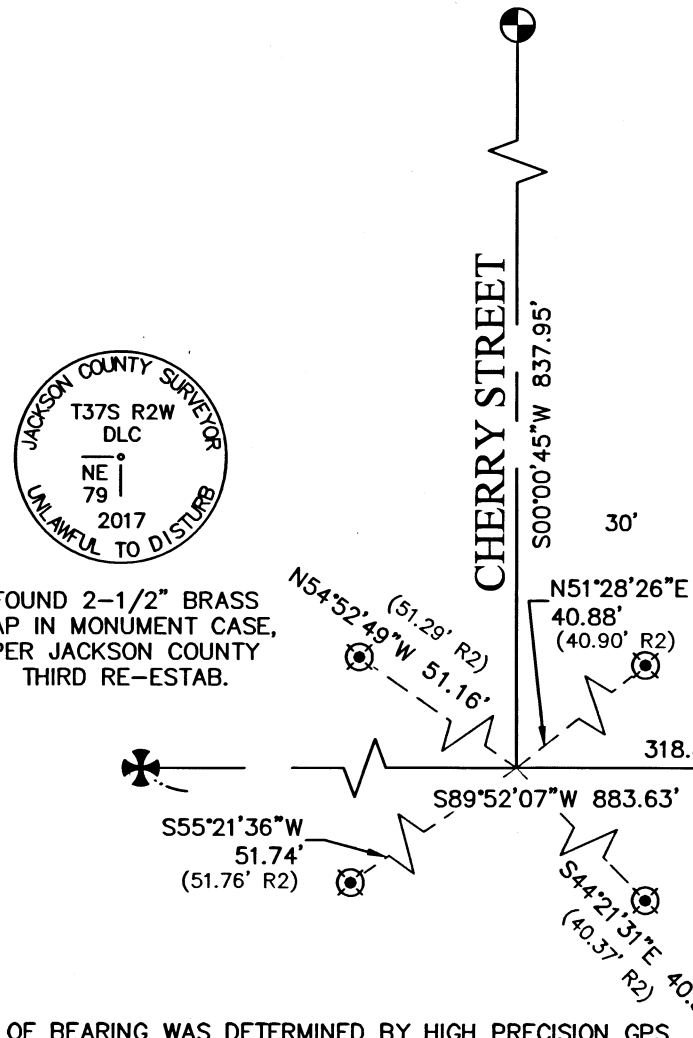 CHERRY STREET
S00°00'45"W 837.95'
JACKSON COUNTY SURVEYOR
T37S R2W
DLC
NE
79
2017
UNLAWFUL TO DISTURB
30'
FOUND 2-1/2" BRASS
AP IN MONUMENT CASE,
PER JACKSON COUNTY
THIRD RE-ESTAB.
(51.29' R2)
N54°52'49"W 51.16'
N51°28'26"E
40.88'
(40.90' R2)
318.
S89°52'07"W 883.63'
S55°21'36"W
51.74'
(51.76' R2)
S44°21'31"E 40.
(40.37' R2)
OF BEARING WAS DETERMINED BY HIGH PRECISION GPS